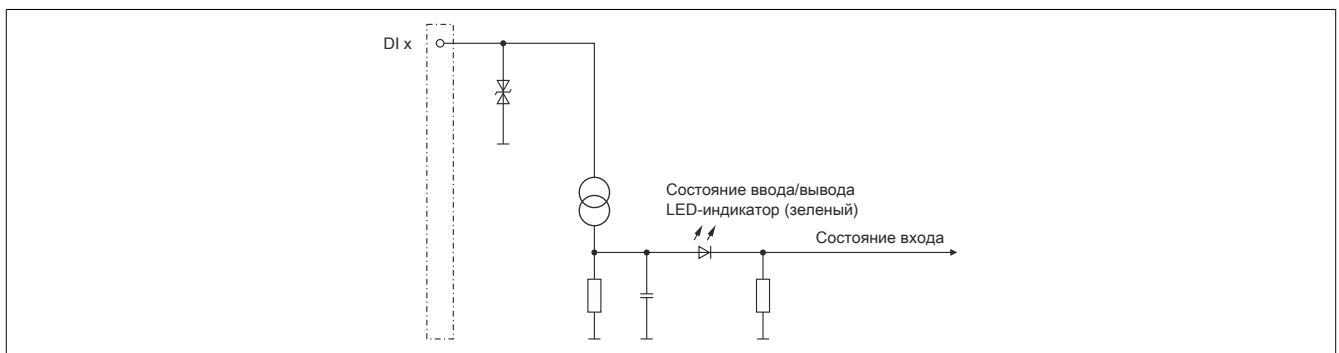 DI x
Состояние ввода/вывода
LED-индикатор (зеленый)
Состояние входа